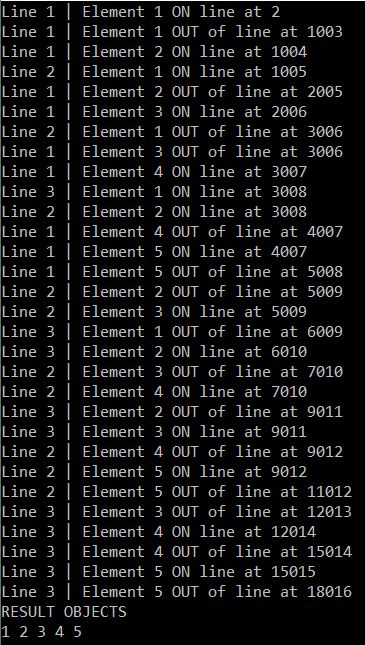 Line 1 | Element 1 ON line at 2
Line 1 | Element 1 OUT of line at 1003
Line 1 | Element 2 ON line at 1004
Line 2 | Element 1 ON line at 1005
Line 1 | Element 2 OUT of line at 2005
Line 1 | Element 3 ON line at 2006
Line 2 | Element 1 OUT of line at 3006
Line 1 | Element 3 OUT of line at 3006
Line 1 | Element 4 ON line at 3007
Line 3 | Element 1 ON line at 3008
Line 2 | Element 2 ON line at 3008
Line 1 | Element 4 OUT of line at 4007
Line 1 | Element 5 ON line at 4007
Line 1 | Element 5 OUT of line at 5008
Line 2 | Element 2 OUT of line at 5009
Line 2 | Element 3 ON line at 5009
Line 3 | Element 1 OUT of line at 6009
Line 3 | Element 2 ON line at 6010
Line 2 | Element 3 OUT of line at 7010
Line 2 | Element 4 ON line at 7010
Line 3 | Element 2 OUT of line at 9011
Line 3 | Element 3 ON line at 9011
Line 2 | Element 4 OUT of line at 9012
Line 2 | Element 5 ON line at 9012
Line 2 | Element 5 OUT of line at 11012
Line 3 | Element 3 OUT of line at 12013
Line 3 | Element 4 ON line at 12014
Line 3 | Element 4 OUT of line at 15014
Line 3 | Element 5 ON line at 15015
Line 3 | Element 5 OUT of line at 18016
RESULT OBJECTS
1 2 3 4 5